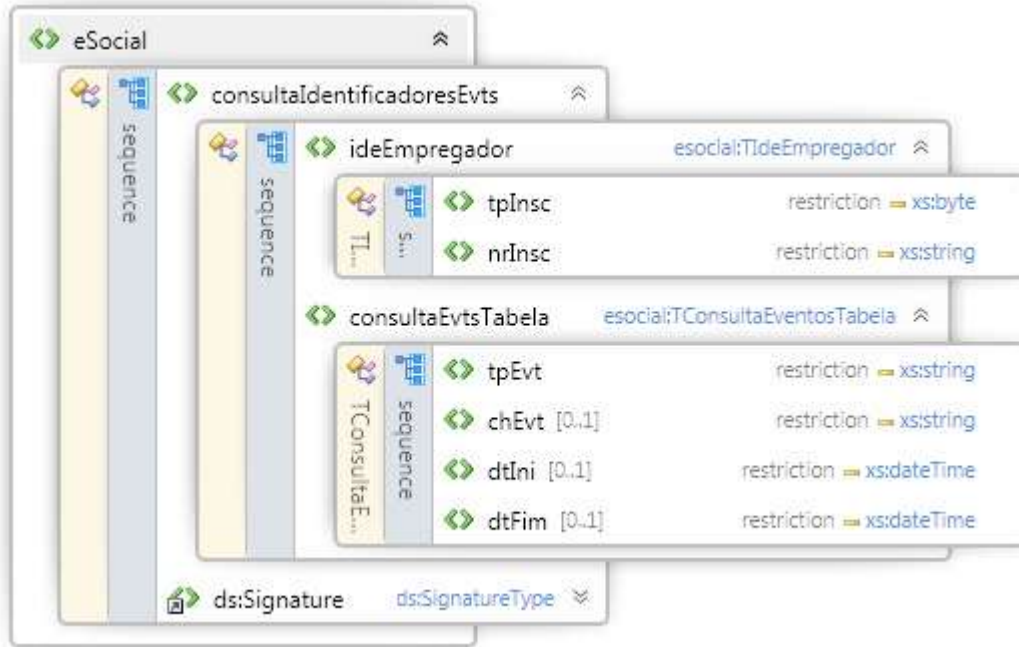 eSocial
sequence
consultaIdentificadoresEvts
sequence
ideEmpregador esocial:TIdeEmpregador
TI...
s...
tpInsc restriction xs:byte
nrInsc restriction xs:string
consultaEvtsTabela esocial:TConsultaEventosTabela
TConsultaE...
sequence
tpEvt restriction xs:string
chEvt [0..1] restriction xs:string
dtIni [0..1] restriction xs:dateTime
dtFim [0..1] restriction xs:dateTime
ds:Signature ds:SignatureType